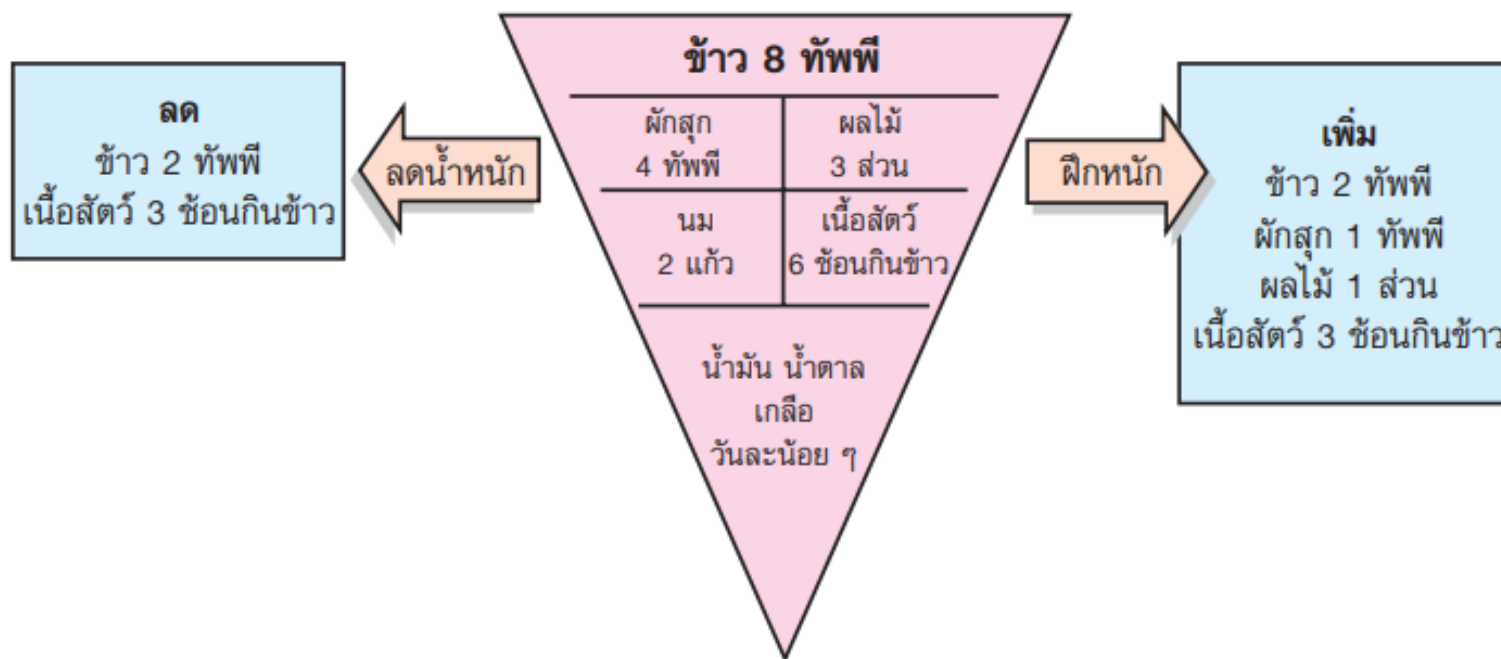 ข้าว 8 ทัพพี
ผักสุก
4 ทัพพี
ผลไม้
3 ส่วน
นม
2 แก้ว
เนื้อสัตว์
6 ช้อนกินข้าว
น้ำมัน น้ำตาล
เกลือ
วันละน้อย ๆ
ลดน้ำหนัก
ลด
ข้าว 2 ทัพพี
เนื้อสัตว์ 3 ช้อนกินข้าว
ฝึกหนัก
เพิ่ม
ข้าว 2 ทัพพี
ผักสุก 1 ทัพพี
ผลไม้ 1 ส่วน
เนื้อสัตว์ 3 ช้อนกินข้าว